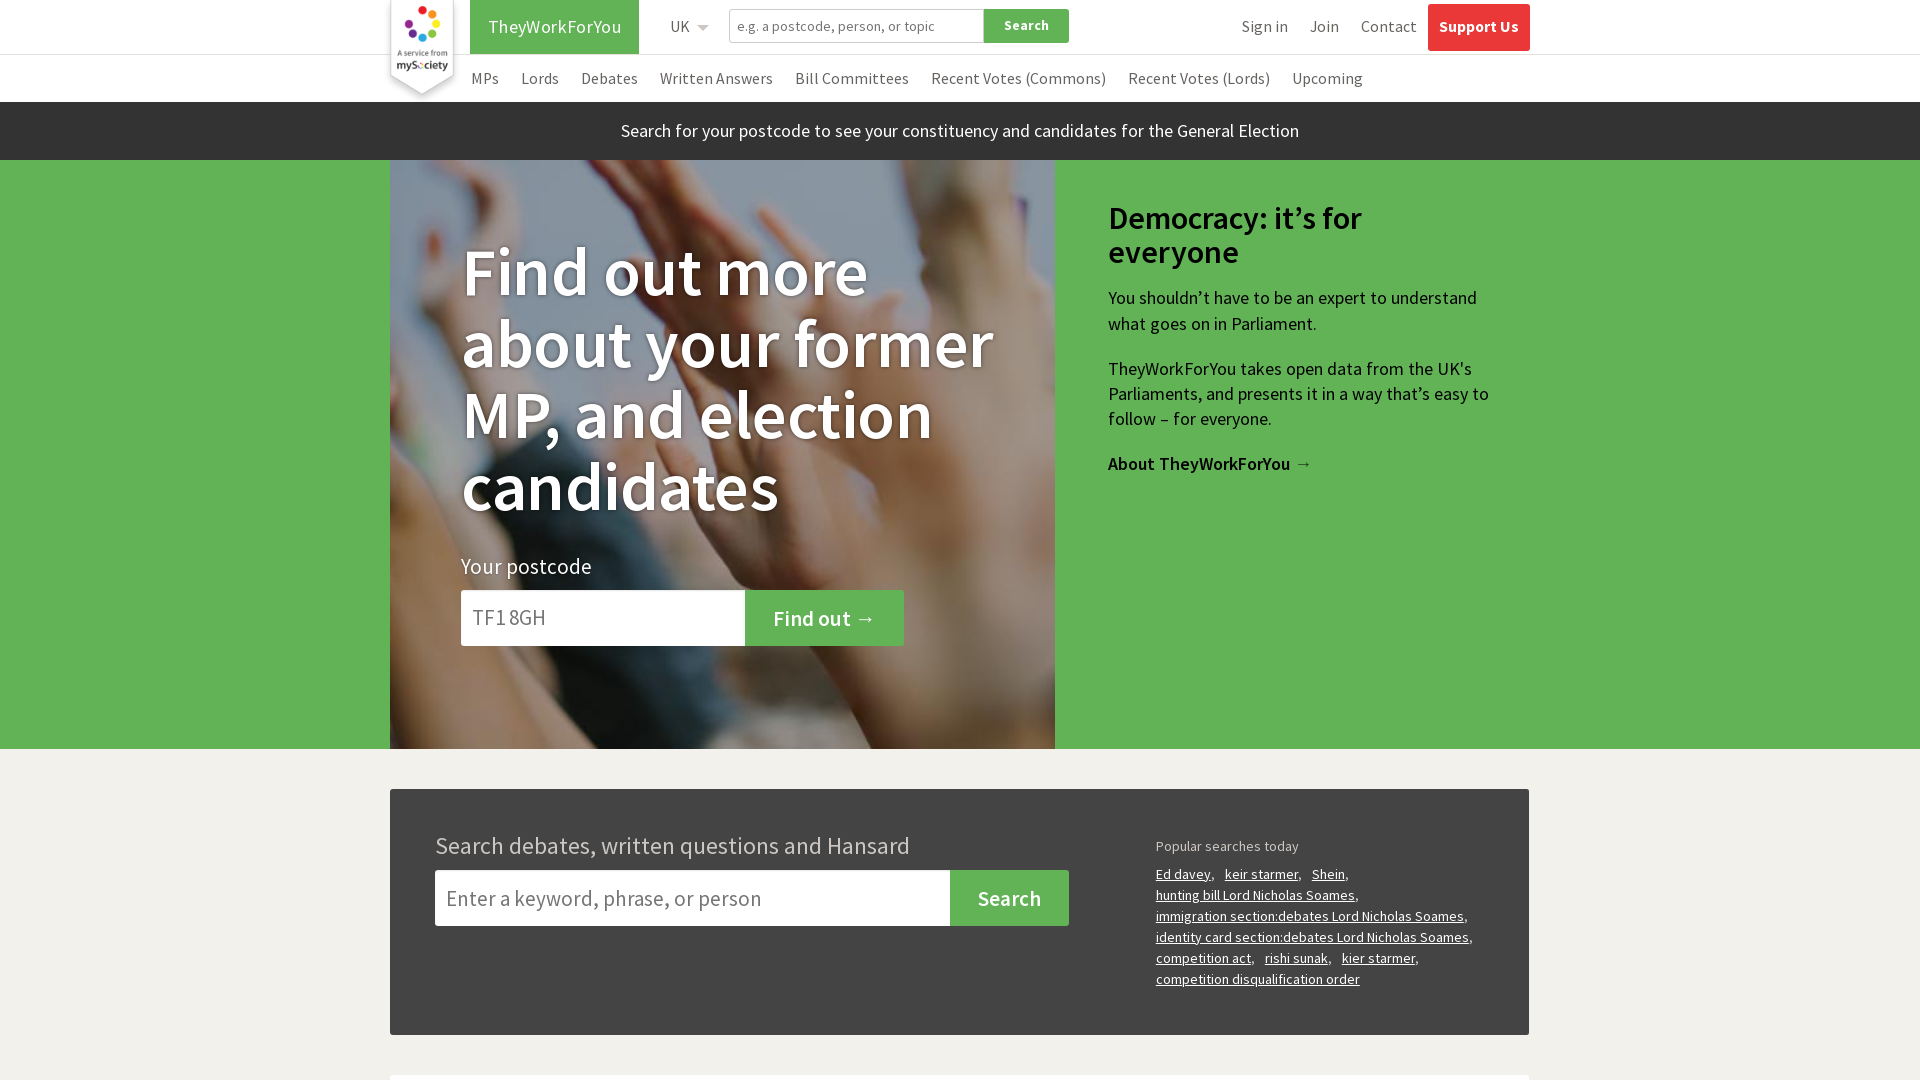 A service from
mySociety
TheyWorkForYou
UK
e.g. a postcode, person, or topic
Search
Sign in
Join
Contact
Support Us
MPs
Lords
Debates
Written Answers
Bill Committees
Recent Votes (Commons)
Recent Votes (Lords)
Upcoming
Search for your postcode to see your constituency and candidates for the General Election
Find out more
about your former
MP, and election
candidates
Your postcode
TF1 8GH
Find out →
Democracy: it’s for
everyone
You shouldn’t have to be an expert to understand
what goes on in Parliament.
TheyWorkForYou takes open data from the UK's
Parliaments, and presents it in a way that’s easy to
follow – for everyone.
About TheyWorkForYou →
Search debates, written questions and Hansard
Enter a keyword, phrase, or person
Search
Popular searches today
Ed davey, keir starmer, Shein,
hunting bill Lord Nicholas Soames,
immigration section:debates Lord Nicholas Soames,
identity card section:debates Lord Nicholas Soames,
competition act, rishi sunak, kier starmer,
competition disqualification order